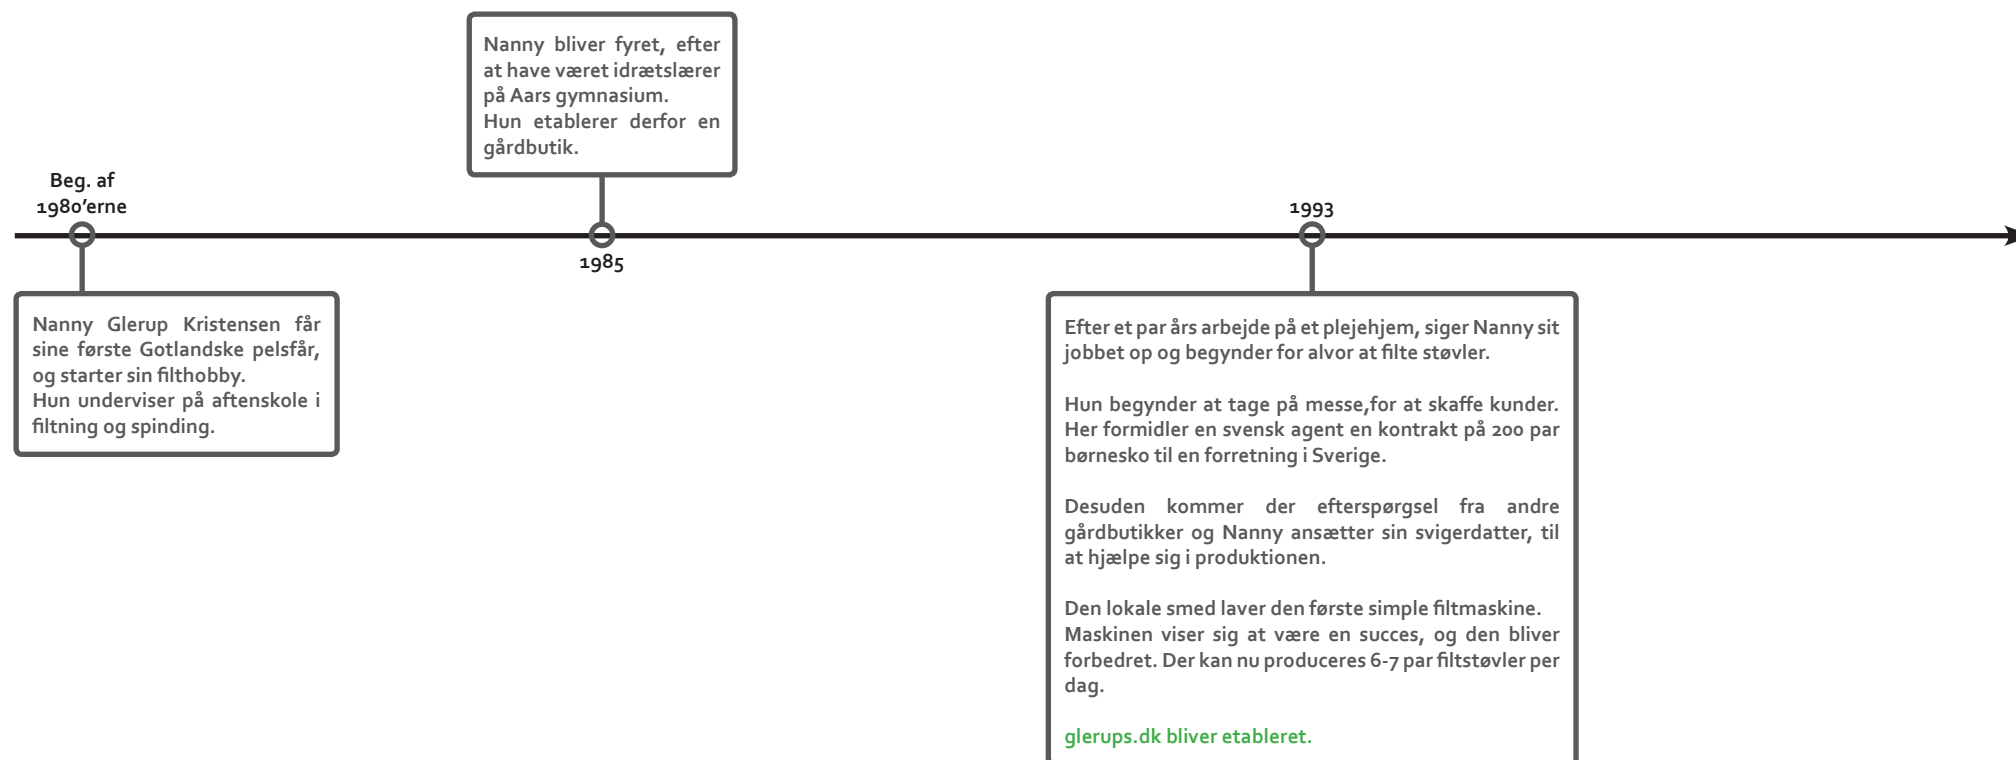 Nanny bliver fyret, efter
at have været idrætslærer
på Aars gymnasium.
Hun etablerer derfor en
gårdbutik.
Beg. af
1980'erne
1985
1993
Nanny Glerup Kristensen får
sine første Gotlandske pelsfår,
og starter sin filthobby.
Hun underviser på aftenskole i
filtning og spinding.
Efter et par års arbejde på et plejehjem, siger Nanny sit
jobbet op og begynder for alvor at filte støvler.
Hun begynder at tage på messe,for at skaffe kunder.
Her formidler en svensk agent en kontrakt på 200 par
børnesko til en forretning i Sverige.
Desuden kommer der efterspørgsel fra andre
gårdbutikker og Nanny ansætter sin svigerdatter, til
at hjælpe sig i produktionen.
Den lokale smed laver den første simple filtmaskine.
Maskinen viser sig at være en succes, og den bliver
forbedret. Der kan nu produceres 6-7 par filtstøvler per
dag.
glerups.dk bliver etableret.